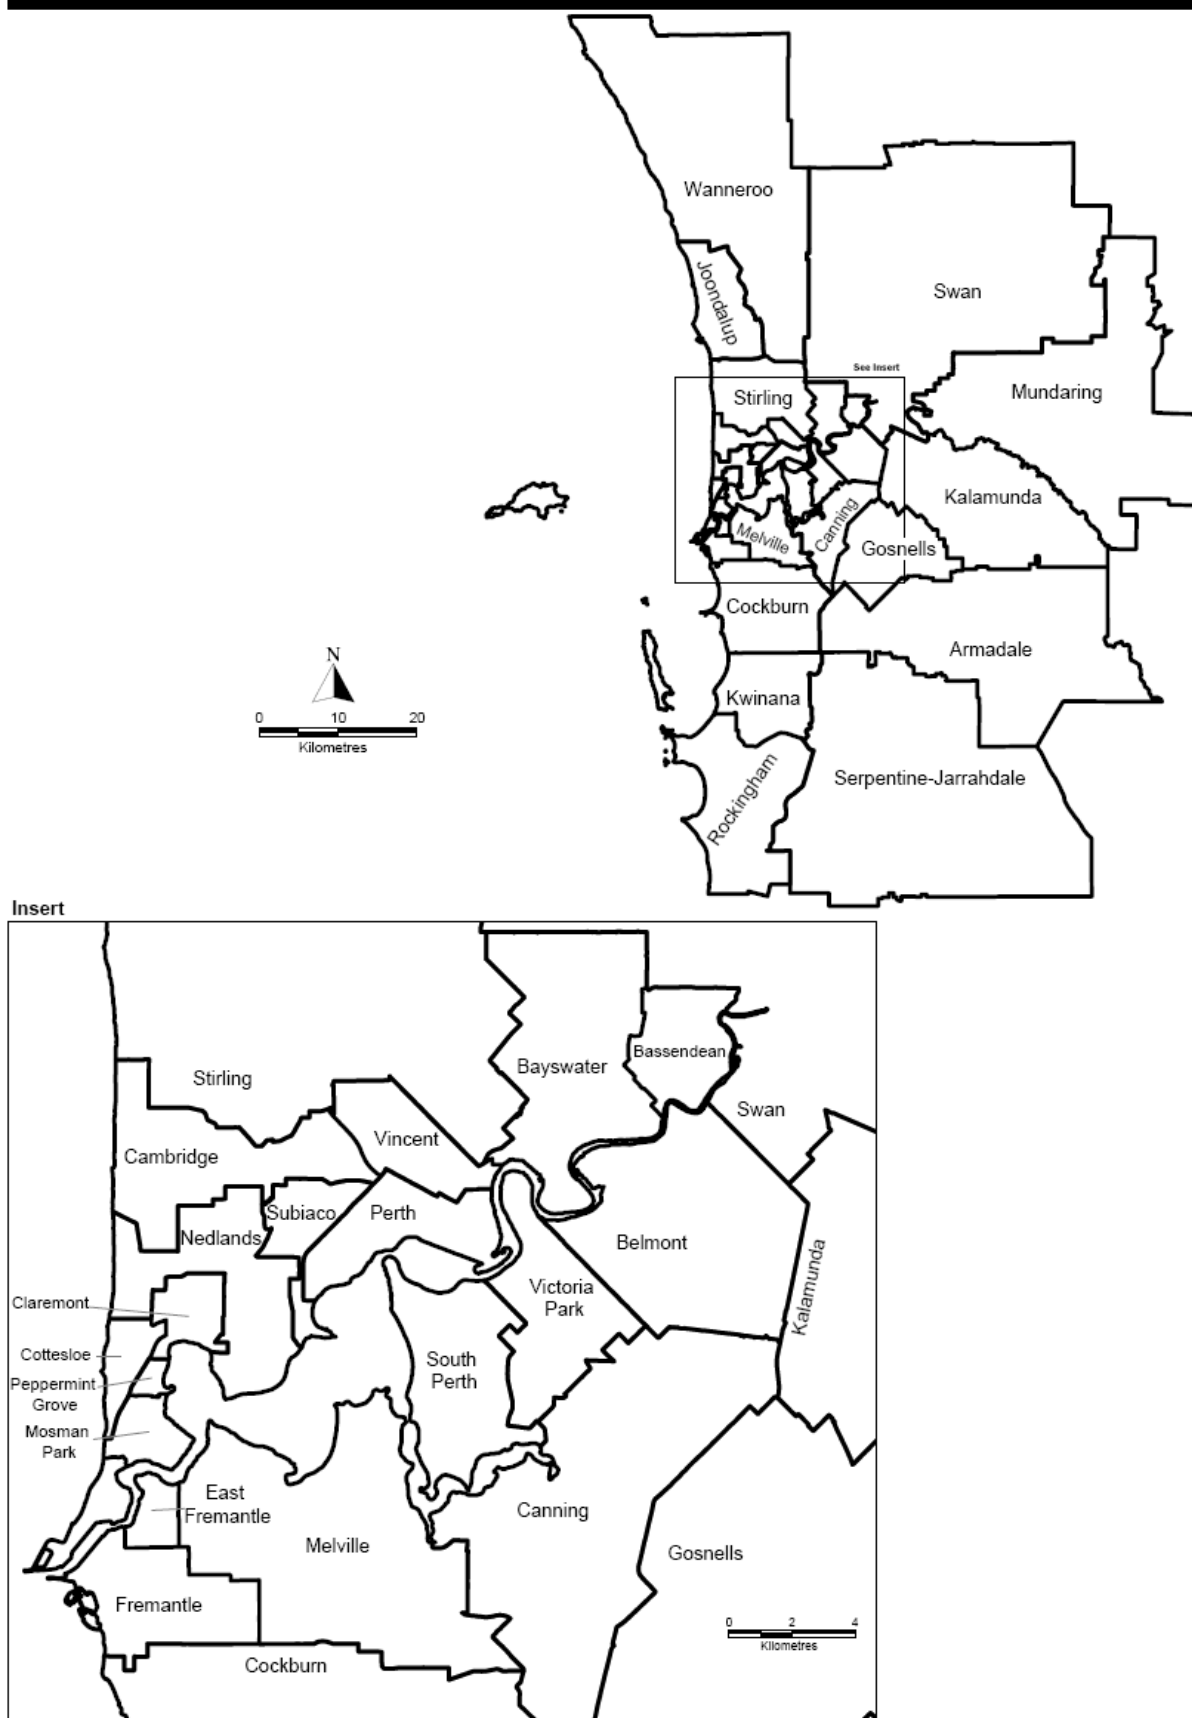 Wanneroo
Joondalup
Swan
See Insert
Stirling
Mundaring
Kalamunda
Canning
Melville
Gosnells
Cockburn
Armadale
N
Kwinana
0 10 20
Kilometres
Rockingham
Serpentine-Jarrahdale
Insert
Bassendean
Bayswater
Stirling
Swan
Vincent
Cambridge
Subiaco
Perth
Nedlands
Belmont
Kalamunda
Victoria
Park
Claremont
Cottesloe
South
Perth
Peppermint
Grove
Mosman
Park
East
Fremantle
Canning
Melville
Gosnells
Fremantle
0 2 4
Kilometres
Cockburn